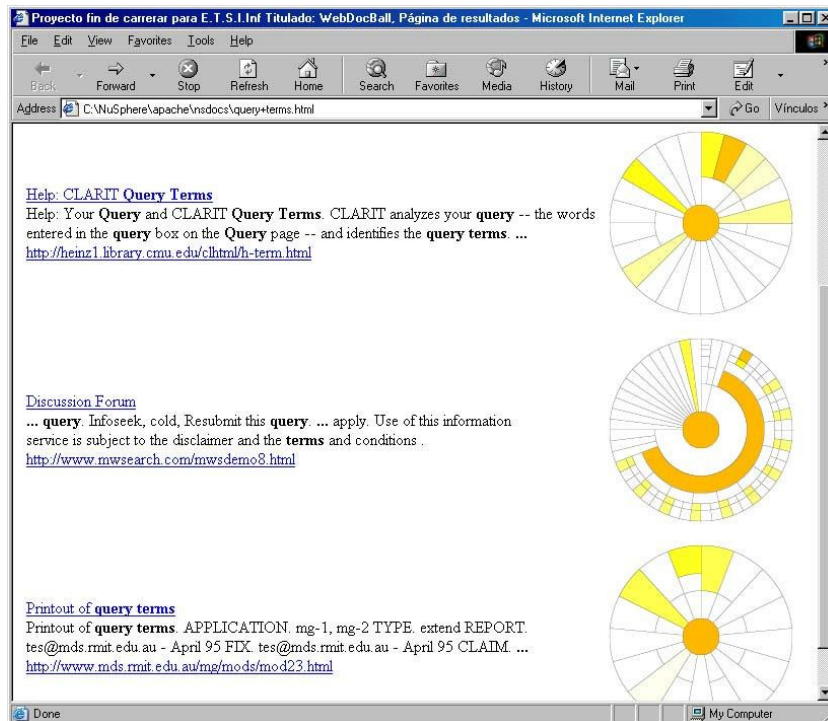 Proyecto fin de carrerar para E.T.S.I.Inf Titulado: WebDocBall, Página de resultados - Microsoft Internet Explorer
File Edit View Favorites Tools Help
Back Forward Stop Refresh Home Search Favorites Media History Mail Print Edit
Address C:\NuSphere\apache\nsdocs\query+terms.html Go Vínculos
Help: CLARIT Query Terms
Help: Your Query and CLARIT Query Terms. CLARIT analyzes your query -- the words
entered in the query box on the Query page -- and identifies the query terms. ...
http://heinz1.library.cmu.edu/clhtml/h-term.html
Discussion Forum
... query. Infoseek, cold, Resubmit this query. ... apply. Use of this information
service is subject to the disclaimer and the terms and conditions .
http://www.mwsearch.com/mwsdemo8.html
Printout of query terms
Printout of query terms. APPLICATION. mg-1, mg-2 TYPE. extend REPORT.
tes@mds.rmit.edu.au - April 95 FIX. tes@mds.rmit.edu.au - April 95 CLAIM. ...
http://www.mds.rmit.edu.au/mg/mods/mod23.html
Done My Computer